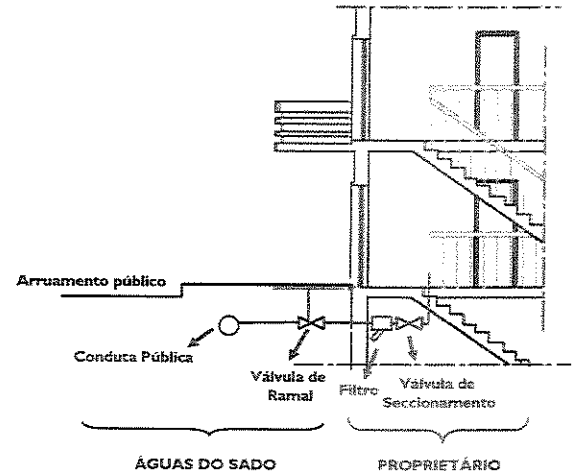 Arruamento público
Conduta Pública
Válvula de
Ramal
Filtro
Válvula de
Seccionamento
ÁGUAS DO SADO
PROPRIETÁRIO